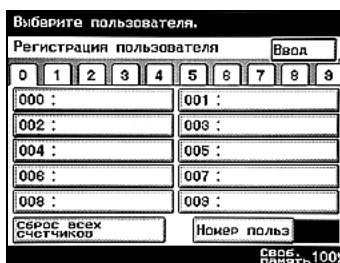 Выберите пользователя.
Регистрация пользователя Ввод
0 1 2 3 4 5 6 7 8 9
000 : 001 :
002 : 003 :
004 : 005 :
006 : 007 :
008 : 009 :
Сброс всех
счетчиков
Номер польз
Своб.
память 100%